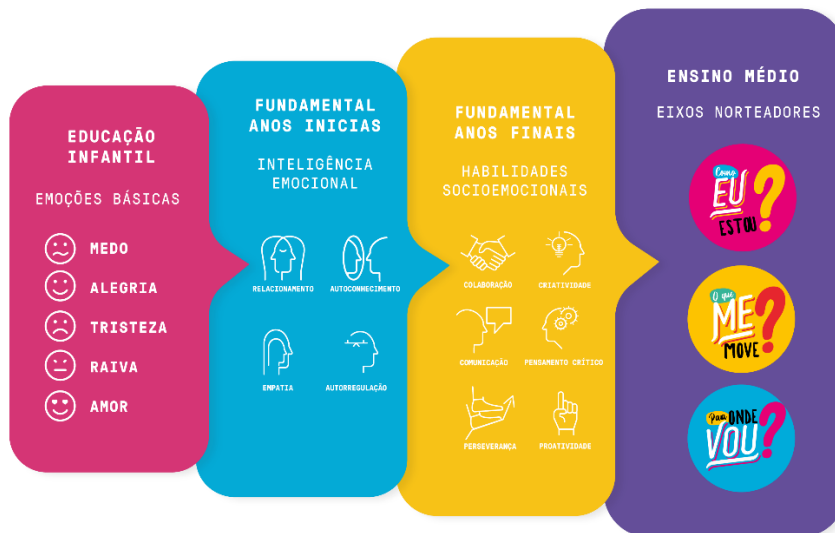 EDUCAÇÃO
INFANTIL
EMOÇÕES BÁSICAS
MEDO
ALEGRIA
TRISTEZA
RAIVA
AMOR
FUNDAMENTAL
ANOS INICIAS
INTELIGÊNCIA
EMOCIONAL
RELACIONAMENTO
AUTOCONHECIMENTO
EMPATIA
AUTORREGULAÇÃO
FUNDAMENTAL
ANOS FINAIS
HABILIDADES
SOCIOEMOCIONAIS
COLABORAÇÃO
CRIATIVIDADE
COMUNICAÇÃO
PENSAMENTO CRÍTICO
PERSEVERANÇA
PROATIVIDADE
ENSINO MÉDIO
EIXOS NORTEADORES
Como
EU
ESTOU?
O que
ME
MOVE?
Para ONDE
VOU?